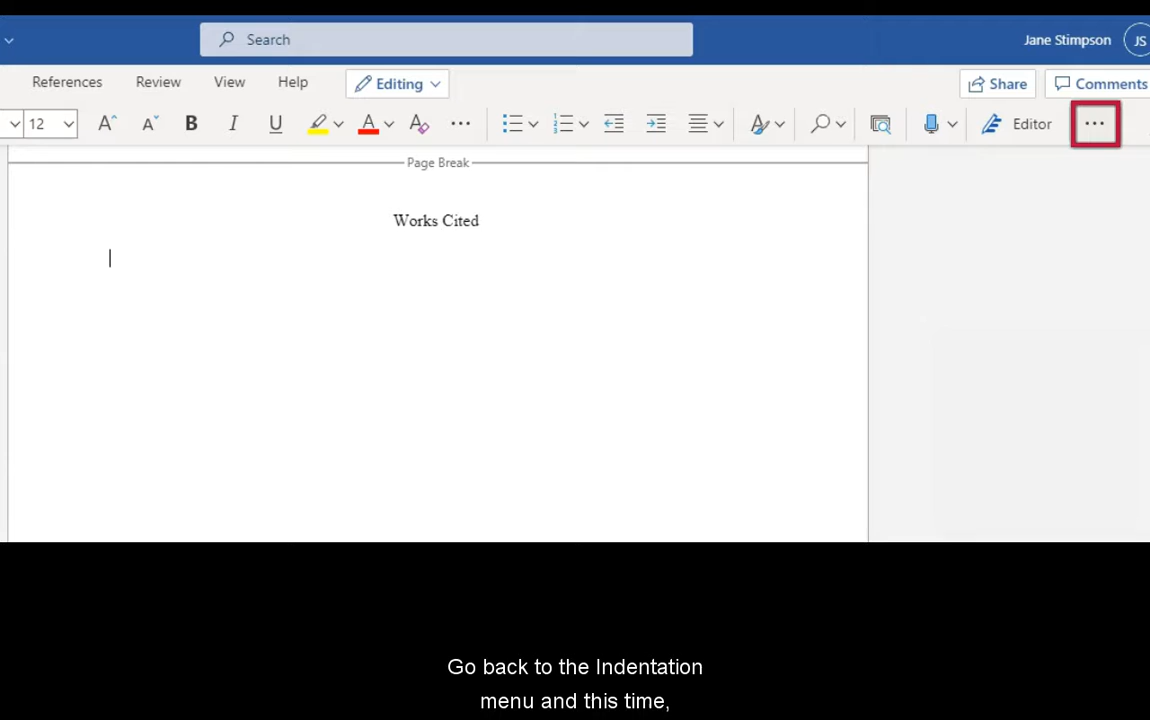 Search
Jane Stimpson JS
References Review View Help Editing Share Comments
12 A A B I U A A Editor
Page Break
Works Cited
Go back to the Indentation
menu and this time,